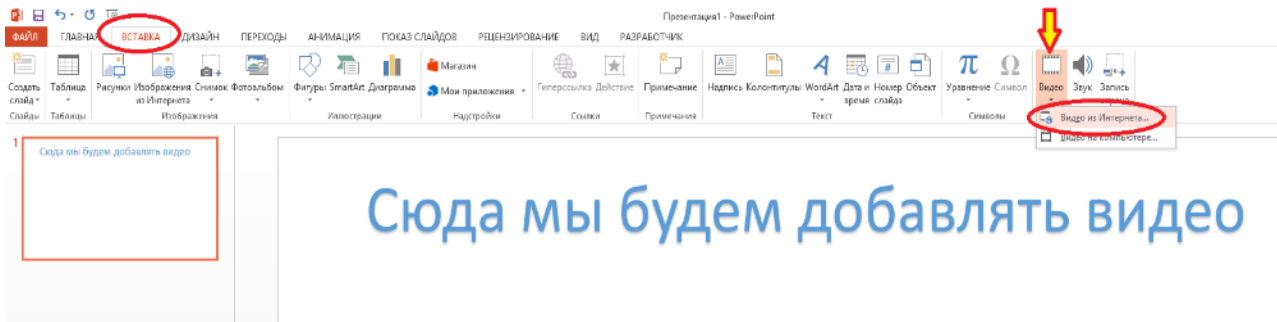 Презентация1 - PowerPoint
ФАЙЛ ГЛАВНАЯ ВСТАВКА ДИЗАЙН ПЕРЕХОДЫ АНИМАЦИЯ ПОКАЗ СЛАЙДОВ РЕЦЕНЗИРОВАНИЕ ВИД РАЗРАБОТЧИК
Создать слайд Таблица Рисунки Изображения из Интернета Снимок Фотоальбом Фигуры SmartArt Диаграмма Магазин Мои приложения Гиперссылка Действие Примечание Надпись Колонтитулы WordArt Дата и время Номер слайда Объект Уравнение Символ Видео Звук Запись экрана
Слайды Таблицы Изображения Иллюстрации Надстройки Ссылки Примечания Текст Символы
Видео из Интернета...
Видео на компьютере...
1
Сюда мы будем добавлять видео
Сюда мы будем добавлять видео